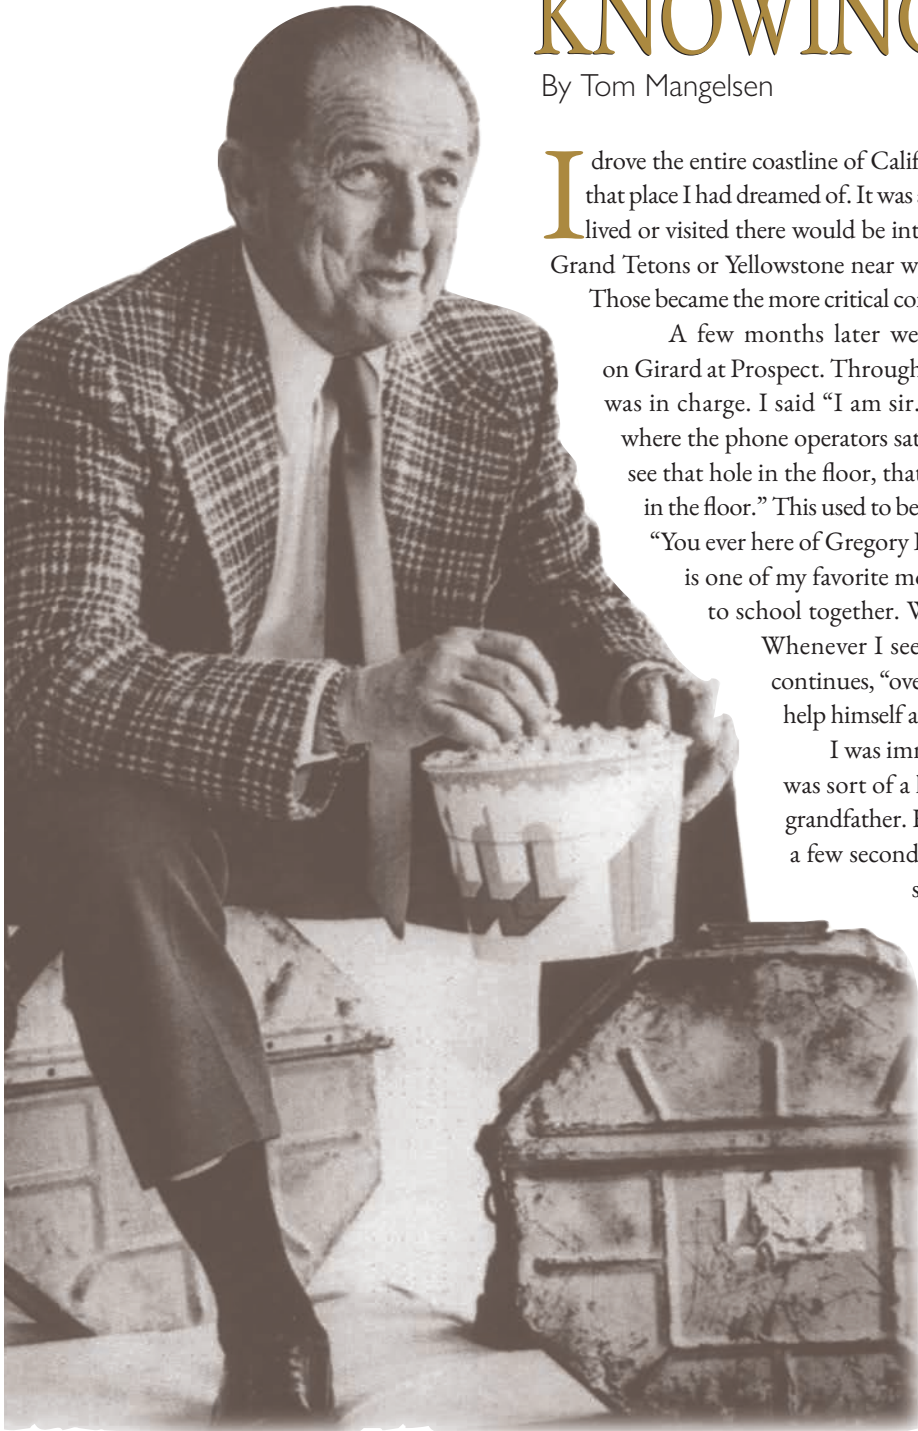 KNOWING
By Tom Mangelsen
I drove the entire coastline of Calif
that place I had dreamed of. It was
lived or visited there would be int
Grand Tetons or Yellowstone near w
Those became the more critical co
A few months later we
on Girard at Prospect. Through
was in charge. I said “I am sir.
where the phone operators sat
see that hole in the floor, that
in the floor.” This used to be
“You ever here of Gregory
is one of my favorite mo
to school together. W
Whenever I see
continues, “ove
help himself a
I was imm
was sort of a
grandfather.
a few second
s